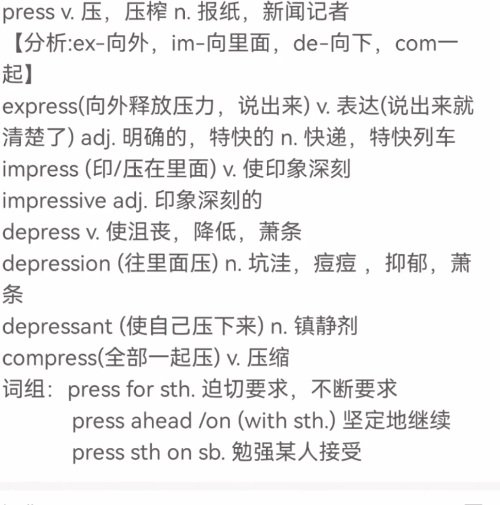 press v. 压，压榨 n. 报纸，新闻记者
【分析:ex-向外，im-向里面，de-向下，com一
起】
express(向外释放压力，说出来) v. 表达(说出来就
清楚了) adj. 明确的，特快的 n. 快递，特快列车
impress (印/压在里面) v. 使印象深刻
impressive adj. 印象深刻的
depress v. 使沮丧，降低，萧条
depression (往里面压) n. 坑洼，痘痘 ，抑郁，萧
条
depressant (使自己压下来) n. 镇静剂
compress(全部一起压) v. 压缩
词组：press for sth. 迫切要求，不断要求
press ahead /on (with sth.) 坚定地继续
press sth on sb. 勉强某人接受